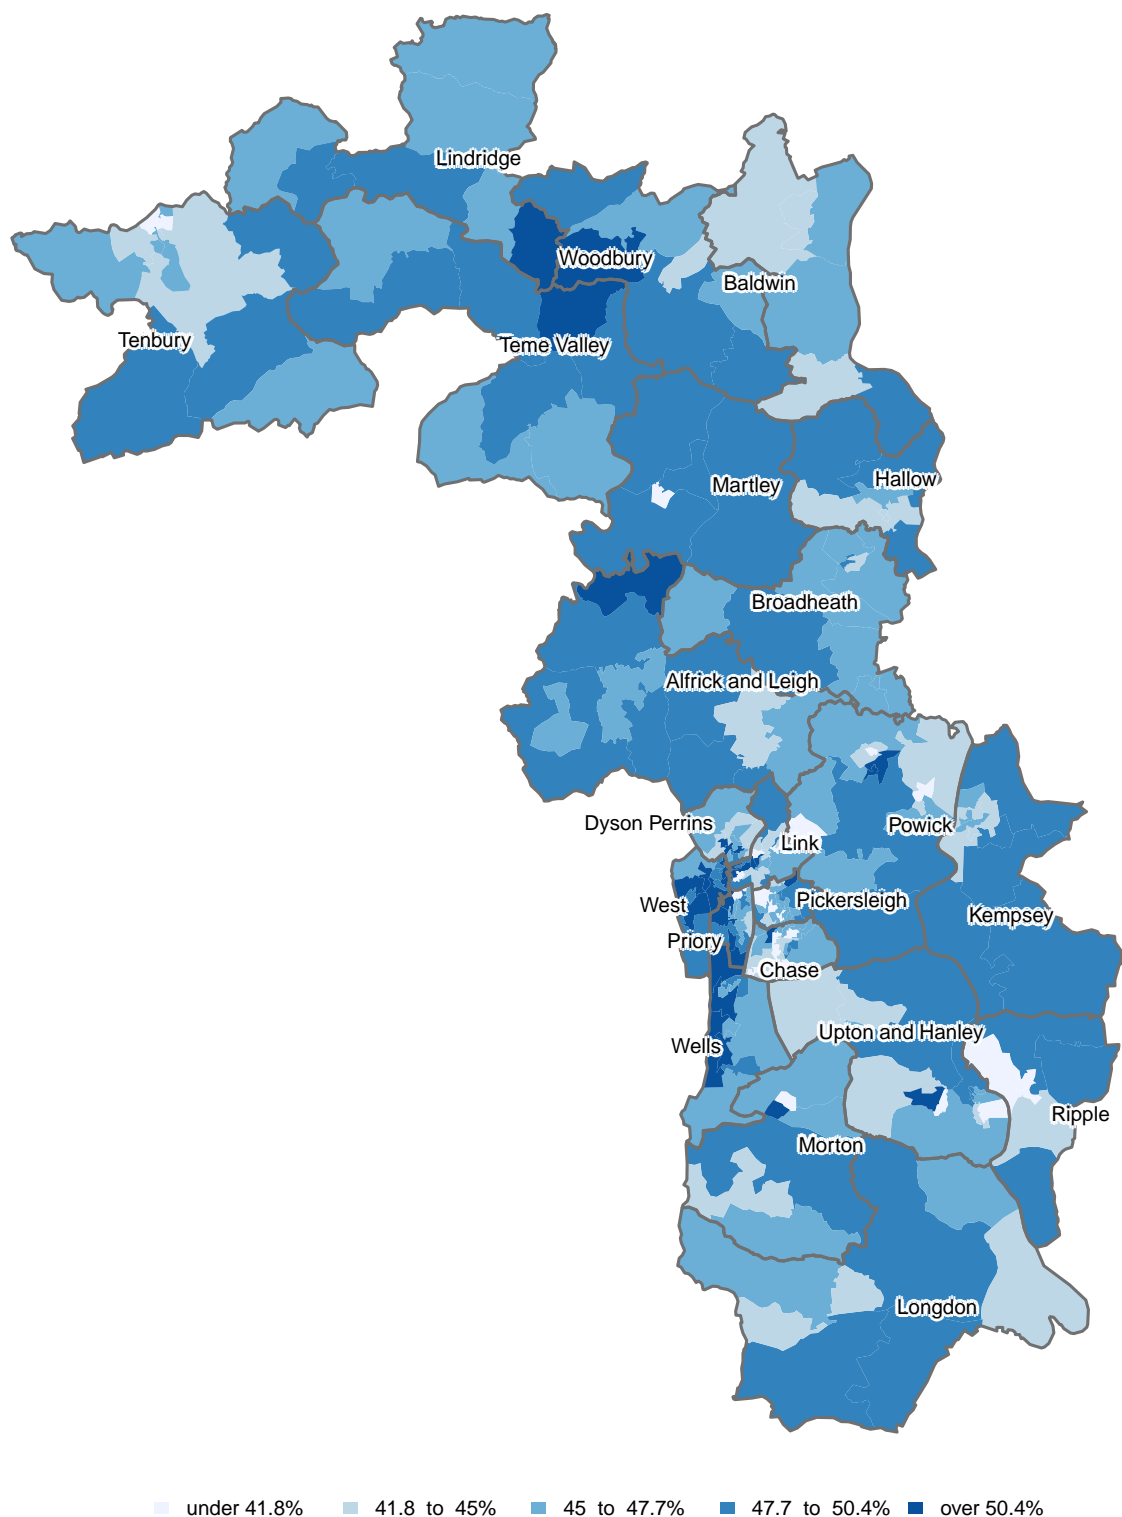 Lindridge
Woodbury
Baldwin
Tenbury
Teme Valley
Hallow
Martley
Broadheath
Alfrick and Leigh
Dyson Perrins
Powick
Link
Pickersleigh
West
Kempsey
Priory
Chase
Upton and Hanley
Wells
Ripple
Morton
Longdon
under 41.8% 41.8 to 45% 45 to 47.7% 47.7 to 50.4% over 50.4%